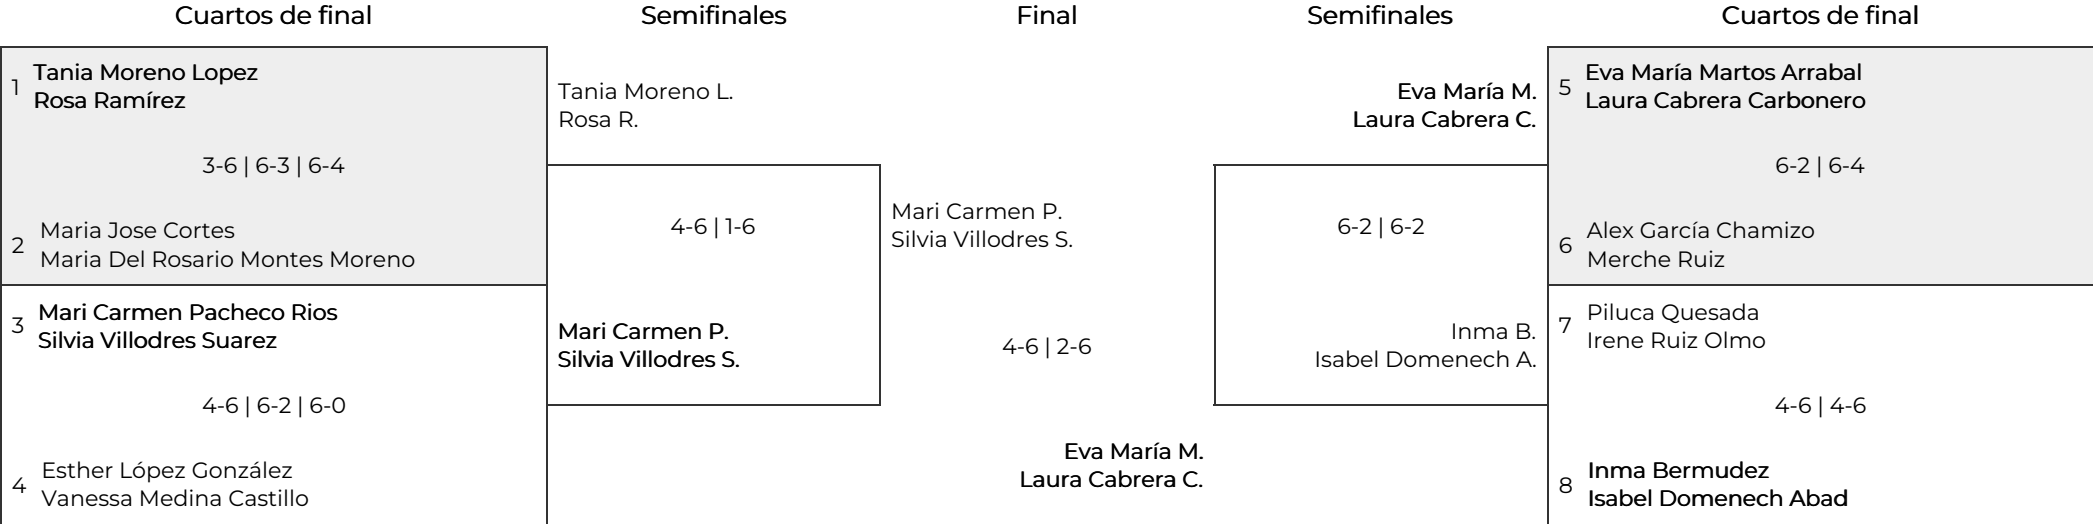 Cuartos de final
Semifinales
Final
Semifinales
Cuartos de final
1
Tania Moreno Lopez
Rosa Ramírez
3-6 | 6-3 | 6-4
2
Maria Jose Cortes
Maria Del Rosario Montes Moreno
3
Mari Carmen Pacheco Rios
Silvia Villodres Suarez
4-6 | 6-2 | 6-0
4
Esther López González
Vanessa Medina Castillo
Tania Moreno L.
Rosa R.
4-6 | 1-6
Mari Carmen P.
Silvia Villodres S.
Mari Carmen P.
Silvia Villodres S.
4-6 | 2-6
Eva María M.
Laura Cabrera C.
Eva María M.
Laura Cabrera C.
6-2 | 6-2
Inma B.
Isabel Domenech A.
5
Eva María Martos Arrabal
Laura Cabrera Carbonero
6-2 | 6-4
6
Alex García Chamizo
Merche Ruiz
7
Piluca Quesada
Irene Ruiz Olmo
4-6 | 4-6
8
Inma Bermudez
Isabel Domenech Abad